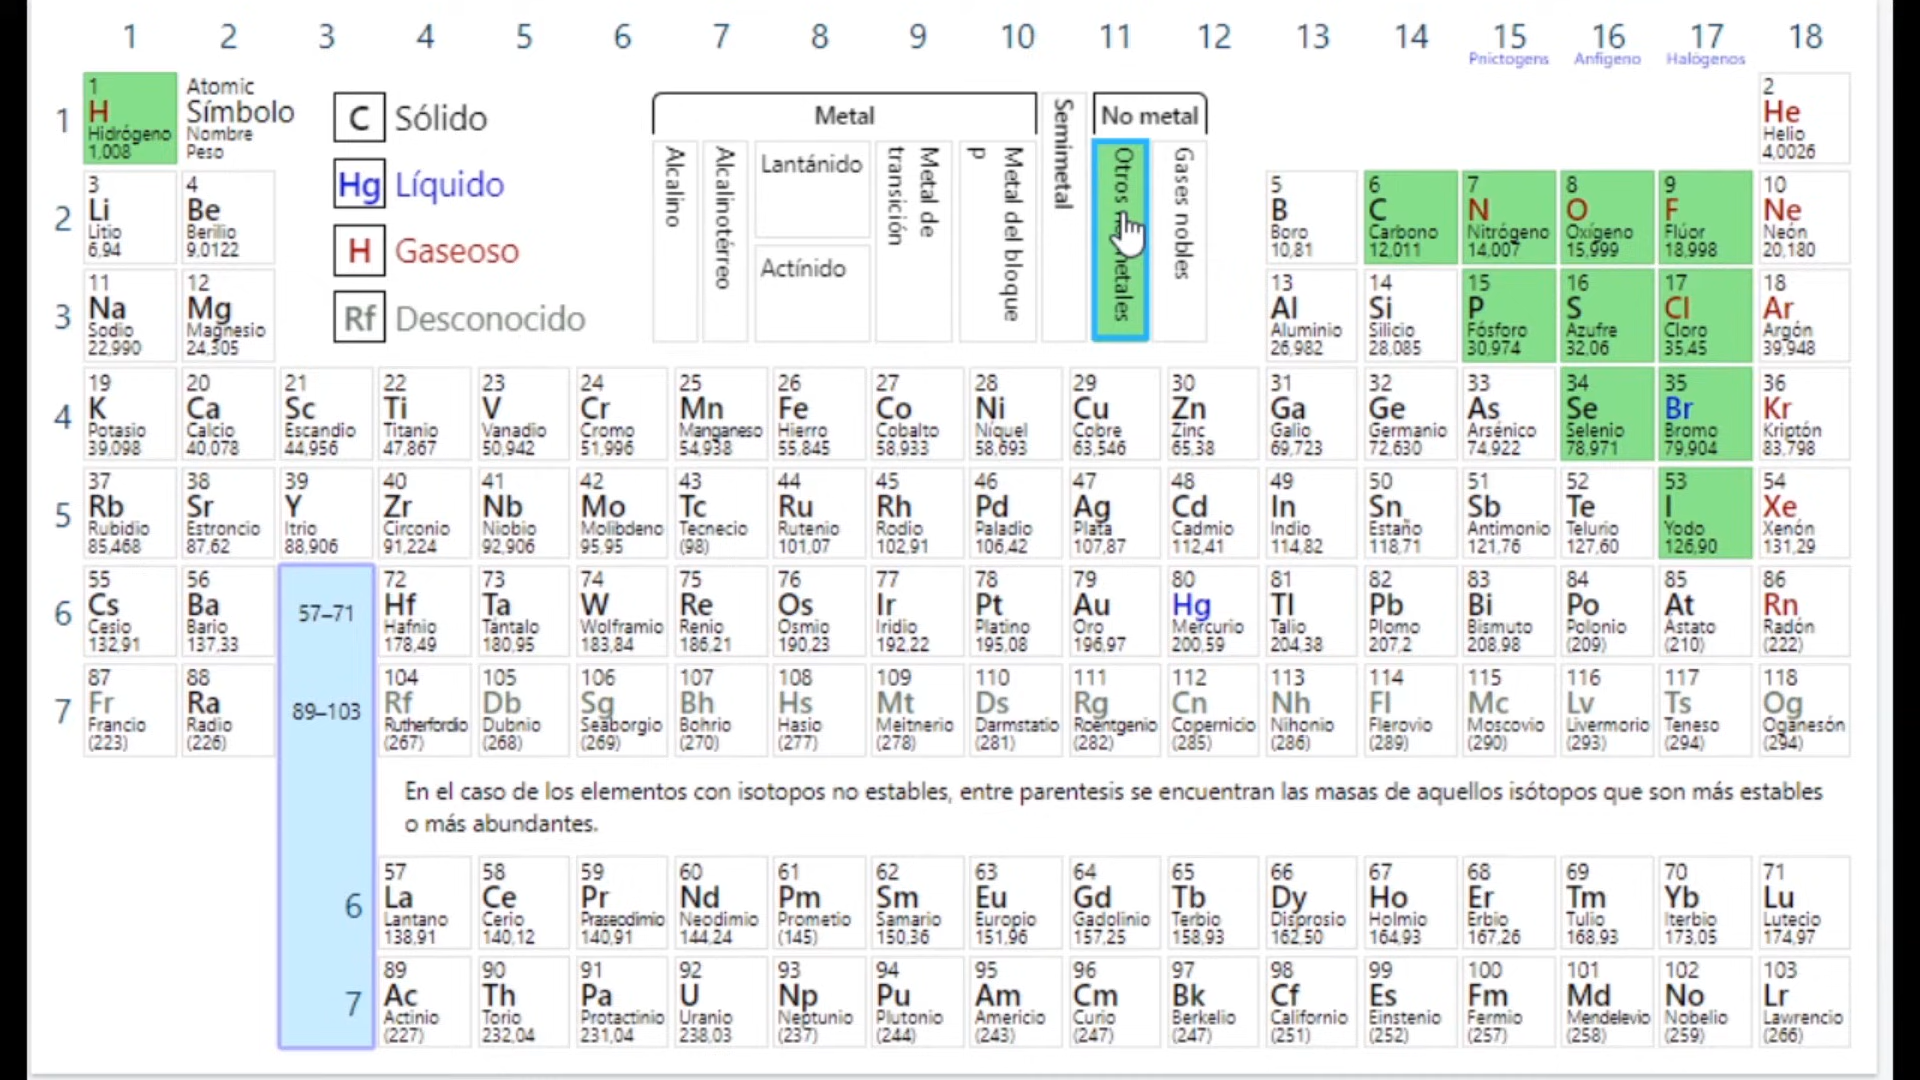 1 2 3 4 5 6 7 8 9 10 11 12 13 14 15 16 17 18
Pnictogens Anfígeno Halógenos
1
1 H Hidrógeno 1,008
Atomic
Símbolo
Nombre
Peso
C Sólido
Hg Líquido
H Gaseoso
Rf Desconocido
Metal
Alcalino
Alcalinotérreo
Lantánido
Actínido
Metal de transición
Metal del bloque p
Semimetal
No metal
Otros metales
Gases nobles
2 He Helio 4,0026
2
3 Li Litio 6,94
4 Be Berilio 9,0122
5 B Boro 10,81
6 C Carbono 12,011
7 N Nitrógeno 14,007
8 O Oxígeno 15,999
9 F Flúor 18,998
10 Ne Neón 20,180
3
11 Na Sodio 22,990
12 Mg Magnesio 24,305
13 Al Aluminio 26,982
14 Si Silicio 28,085
15 P Fósforo 30,974
16 S Azufre 32,06
17 Cl Cloro 35,45
18 Ar Argón 39,948
4
19 K Potasio 39,098
20 Ca Calcio 40,078
21 Sc Escandio 44,956
22 Ti Titanio 47,867
23 V Vanadio 50,942
24 Cr Cromo 51,996
25 Mn Manganeso 54,938
26 Fe Hierro 55,845
27 Co Cobalto 58,933
28 Ni Níquel 58,693
29 Cu Cobre 63,546
30 Zn Zinc 65,38
31 Ga Galio 69,723
32 Ge Germanio 72,630
33 As Arsénico 74,922
34 Se Selenio 78,971
35 Br Bromo 79,904
36 Kr Kriptón 83,798
5
37 Rb Rubidio 85,468
38 Sr Estroncio 87,62
39 Y Itrio 88,906
40 Zr Circonio 91,224
41 Nb Niobio 92,906
42 Mo Molibdeno 95,95
43 Tc Tecnecio (98)
44 Ru Rutenio 101,07
45 Rh Rodio 102,91
46 Pd Paladio 106,42
47 Ag Plata 107,87
48 Cd Cadmio 112,41
49 In Indio 114,82
50 Sn Estaño 118,71
51 Sb Antimonio 121,76
52 Te Telurio 127,60
53 I Yodo 126,90
54 Xe Xenón 131,29
6
55 Cs Cesio 132,91
56 Ba Bario 137,33
57–71
72 Hf Hafnio 178,49
73 Ta Tántalo 180,95
74 W Wolframio 183,84
75 Re Renio 186,21
76 Os Osmio 190,23
77 Ir Iridio 192,22
78 Pt Platino 195,08
79 Au Oro 196,97
80 Hg Mercurio 200,59
81 Tl Talio 204,38
82 Pb Plomo 207,2
83 Bi Bismuto 208,98
84 Po Polonio (209)
85 At Astato (210)
86 Rn Radón (222)
7
87 Fr Francio (223)
88 Ra Radio (226)
89–103
104 Rf Rutherfordio (267)
105 Db Dubnio (268)
106 Sg Seaborgio (269)
107 Bh Bohrio (270)
108 Hs Hasio (277)
109 Mt Meitnerio (278)
110 Ds Darmstatio (281)
111 Rg Roentgenio (282)
112 Cn Copernicio (285)
113 Nh Nihonio (286)
114 Fl Flerovio (289)
115 Mc Moscovio (290)
116 Lv Livermorio (293)
117 Ts Teneso (294)
118 Og Oganesón (294)
En el caso de los elementos con isotopos no estables, entre parentesis se encuentran las masas de aquellos isótopos que son más estables
o más abundantes.
6
57 La Lantano 138,91
58 Ce Cerio 140,12
59 Pr Praseodimio 140,91
60 Nd Neodimio 144,24
61 Pm Prometio (145)
62 Sm Samario 150,36
63 Eu Europio 151,96
64 Gd Gadolinio 157,25
65 Tb Terbio 158,93
66 Dy Disprosio 162,50
67 Ho Holmio 164,93
68 Er Erbio 167,26
69 Tm Tulio 168,93
70 Yb Iterbio 173,05
71 Lu Lutecio 174,97
7
89 Ac Actinio (227)
90 Th Torio 232,04
91 Pa Protactinio 231,04
92 U Uranio 238,03
93 Np Neptunio (237)
94 Pu Plutonio (244)
95 Am Americio (243)
96 Cm Curio (247)
97 Bk Berkelio (247)
98 Cf Californio (251)
99 Es Einstenio (252)
100 Fm Fermio (257)
101 Md Mendelevio (258)
102 No Nobelio (259)
103 Lr Lawrencio (266)